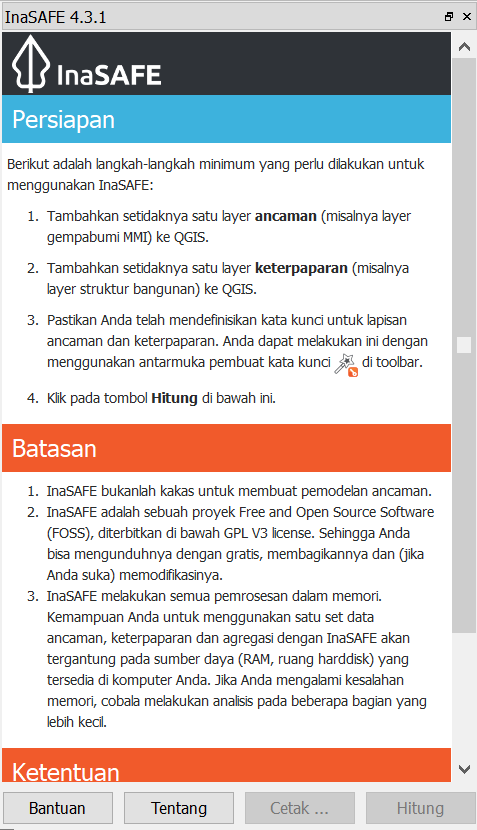 InaSAFE 4.3.1
InaSAFE
Persiapan
Berikut adalah langkah-langkah minimum yang perlu dilakukan untuk
menggunakan InaSAFE:
1. Tambahkan setidaknya satu layer ancaman (misalnya layer
gempabumi MMI) ke QGIS.
2. Tambahkan setidaknya satu layer keterpaparan (misalnya
layer struktur bangunan) ke QGIS.
3. Pastikan Anda telah mendefinisikan kata kunci untuk lapisan
ancaman dan keterpaparan. Anda dapat melakukan ini dengan
menggunakan antarmuka pembuat kata kunci di toolbar.
4. Klik pada tombol Hitung di bawah ini.
Batasan
1. InaSAFE bukanlah kakas untuk membuat pemodelan ancaman.
2. InaSAFE adalah sebuah proyek Free and Open Source Software
(FOSS), diterbitkan di bawah GPL V3 license. Sehingga Anda
bisa mengunduhnya dengan gratis, membagikannya dan (jika
Anda suka) memodifikasinya.
3. InaSAFE melakukan semua pemrosesan dalam memori.
Kemampuan Anda untuk menggunakan satu set data
ancaman, keterpaparan dan agregasi dengan InaSAFE akan
tergantung pada sumber daya (RAM, ruang harddisk) yang
tersedia di komputer Anda. Jika Anda mengalami kesalahan
memori, cobala melakukan analisis pada beberapa bagian yang
lebih kecil.
Ketentuan
Bantuan Tentang Cetak ... Hitung